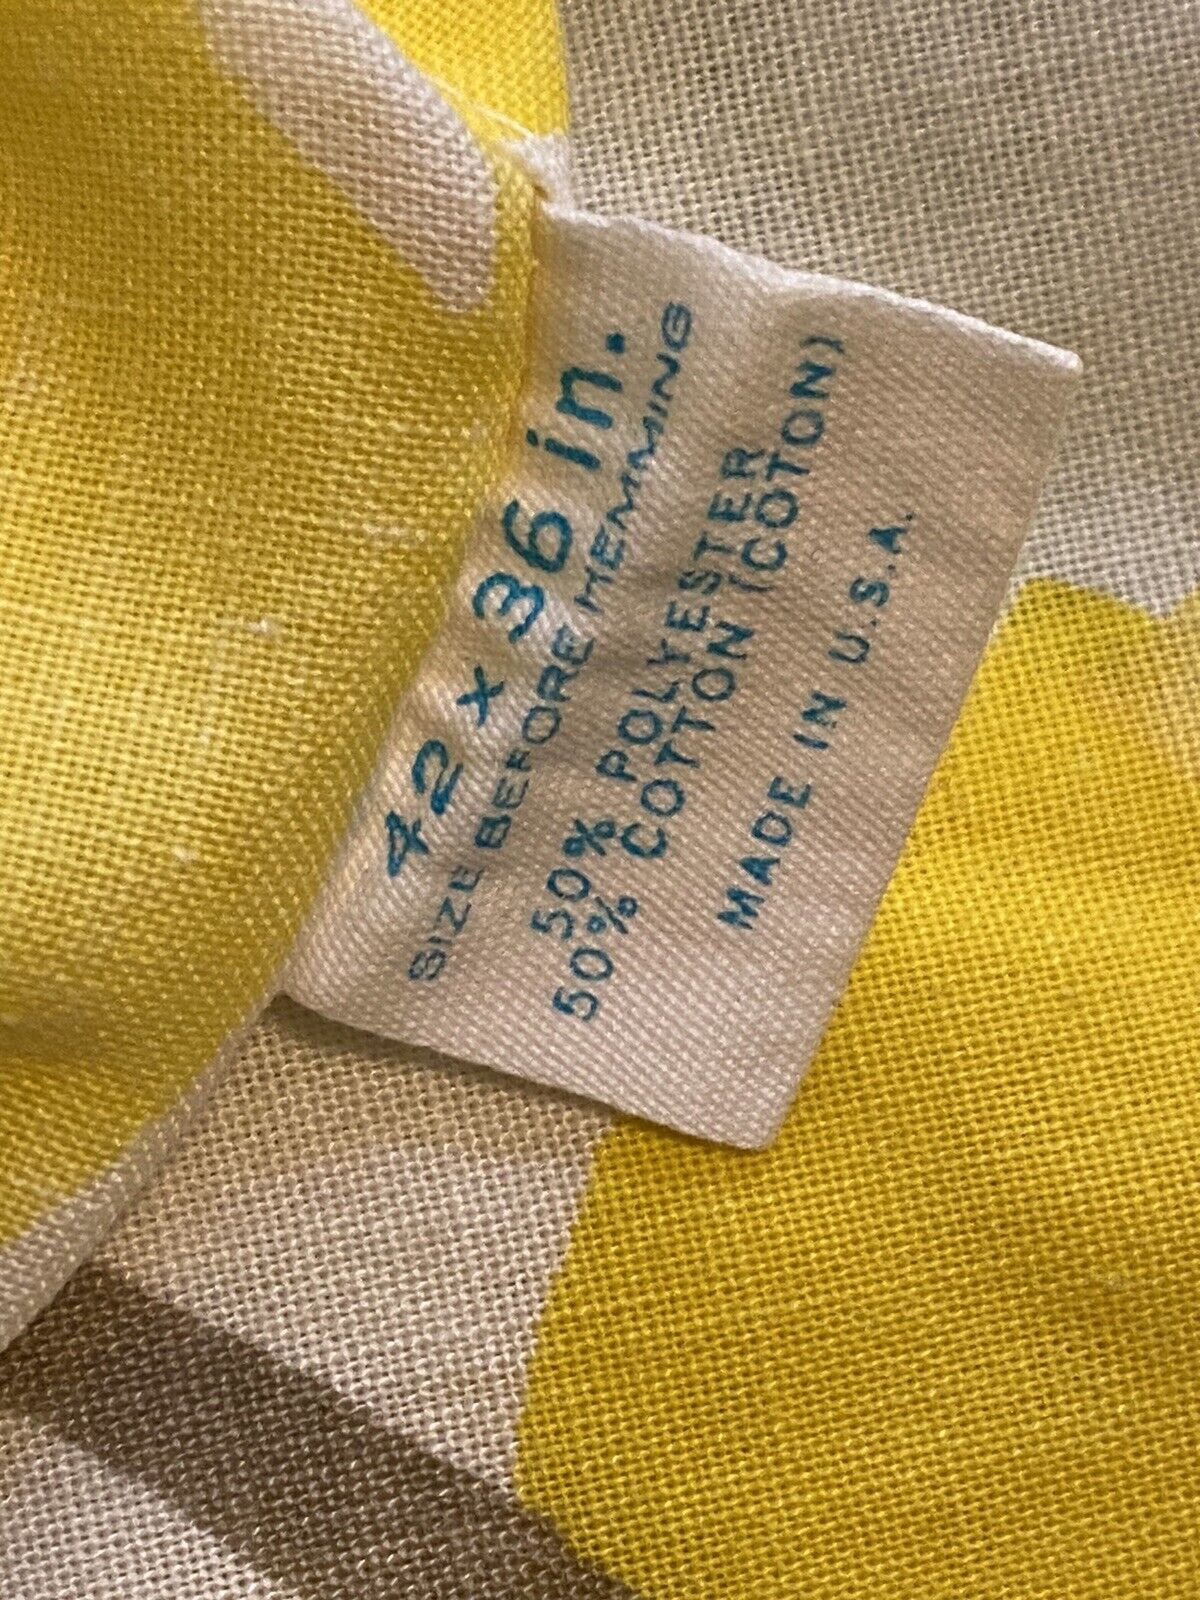 42 x 36 in.
SIZE BEFORE HEMMING
50% POLYESTER
50% COTTON (COTON)
MADE IN U.S.A.